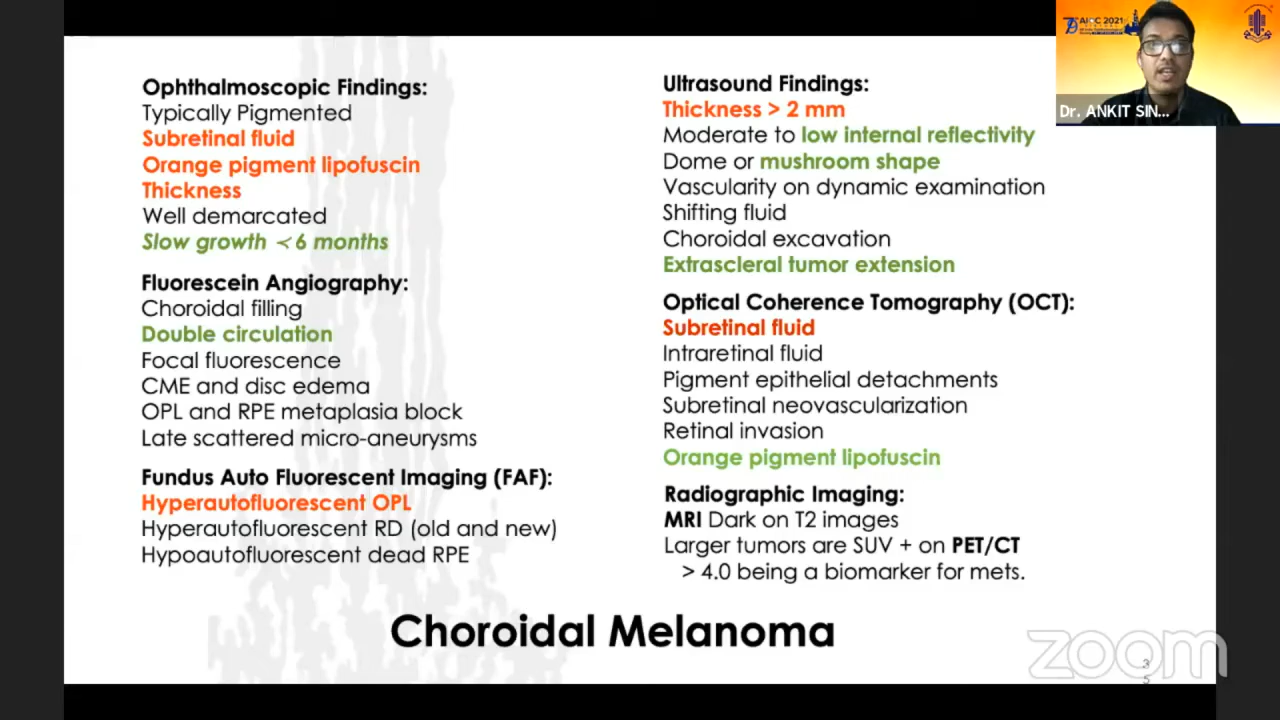 Ophthalmoscopic Findings:
Typically Pigmented
Subretinal fluid
Orange pigment lipofuscin
Thickness
Well demarcated
Slow growth < 6 months
Fluorescein Angiography:
Choroidal filling
Double circulation
Focal fluorescence
CME and disc edema
OPL and RPE metaplasia block
Late scattered micro-aneurysms
Fundus Auto Fluorescent Imaging (FAF):
Hyperautofluorescent OPL
Hyperautofluorescent RD (old and new)
Hypoautofluorescent dead RPE
Ultrasound Findings:
Thickness > 2 mm
Moderate to low internal reflectivity
Dome or mushroom shape
Vascularity on dynamic examination
Shifting fluid
Choroidal excavation
Extrascleral tumor extension
Optical Coherence Tomography (OCT):
Subretinal fluid
Intraretinal fluid
Pigment epithelial detachments
Subretinal neovascularization
Retinal invasion
Orange pigment lipofuscin
Radiographic Imaging:
MRI Dark on T2 images
Larger tumors are SUV + on PET/CT
> 4.0 being a biomarker for mets.
Choroidal Melanoma
AIOC 2021
Dr. ANKIT SIN...
zoom
3
5